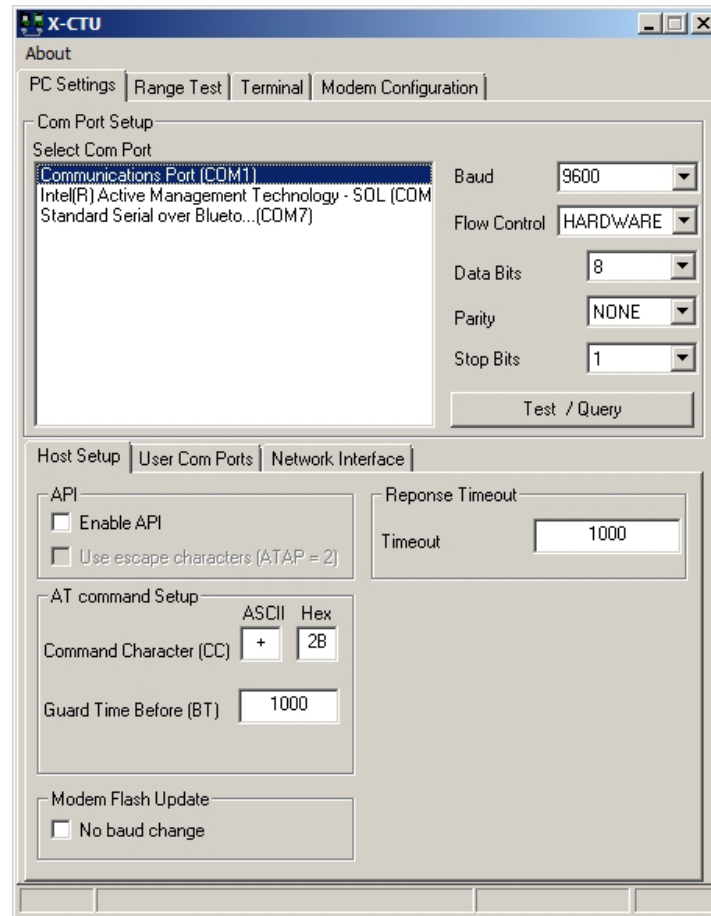 X-CTU
About
PC Settings Range Test Terminal Modem Configuration
Com Port Setup
Select Com Port
Communications Port (COM1)
Intel(R) Active Management Technology - SOL (COM
Standard Serial over Blueto...(COM7)
Baud 9600
Flow Control HARDWARE
Data Bits 8
Parity NONE
Stop Bits 1
Test / Query
Host Setup User Com Ports Network Interface
API
Enable API
Use escape characters (ATAP = 2)
Reponse Timeout
Timeout 1000
AT command Setup
ASCII Hex
Command Character (CC) + 2B
Guard Time Before (BT) 1000
Modem Flash Update
No baud change